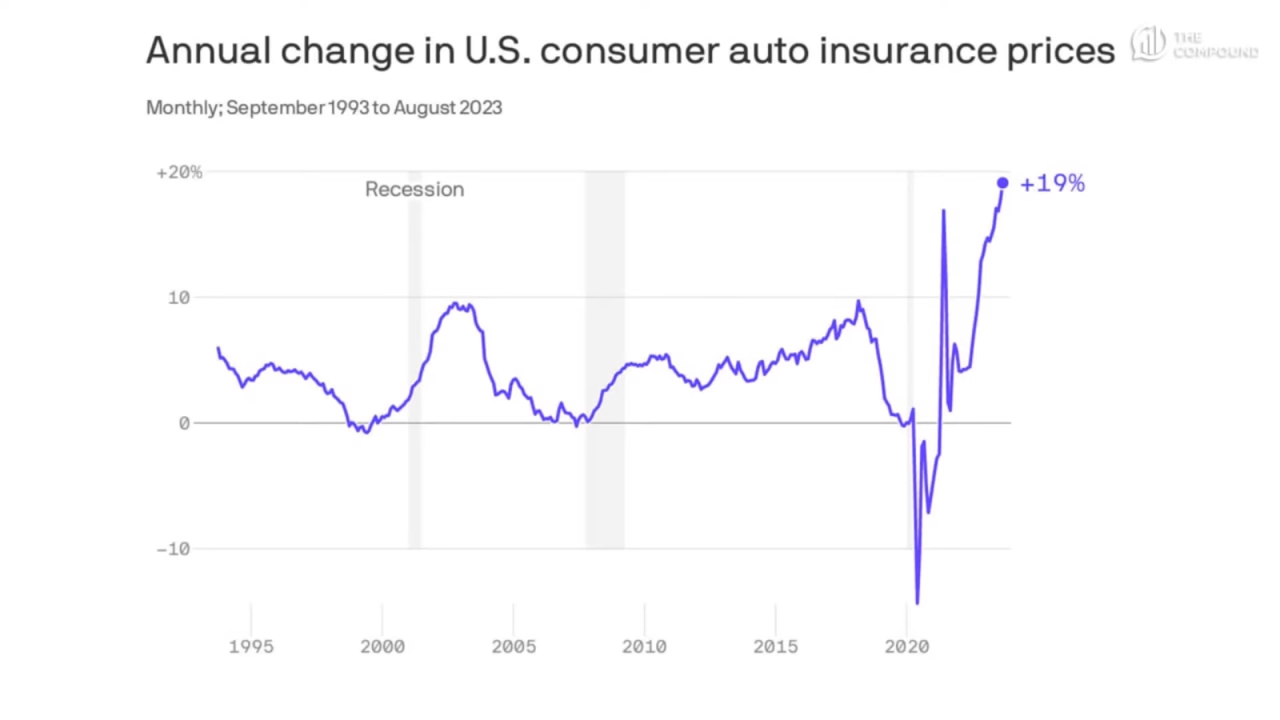 Annual change in U.S. consumer auto insurance prices
THE
COMPOUND
Monthly; September 1993 to August 2023
+20%
Recession
+19%
10
0
-10
1995
2000
2005
2010
2015
2020